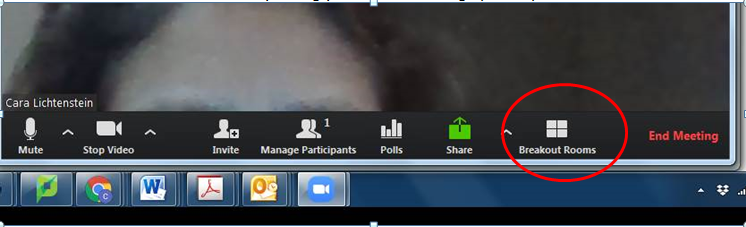 Cara Lichtenstein
1
Mute Stop Video Invite Manage Participants Polls Share Breakout Rooms End Meeting